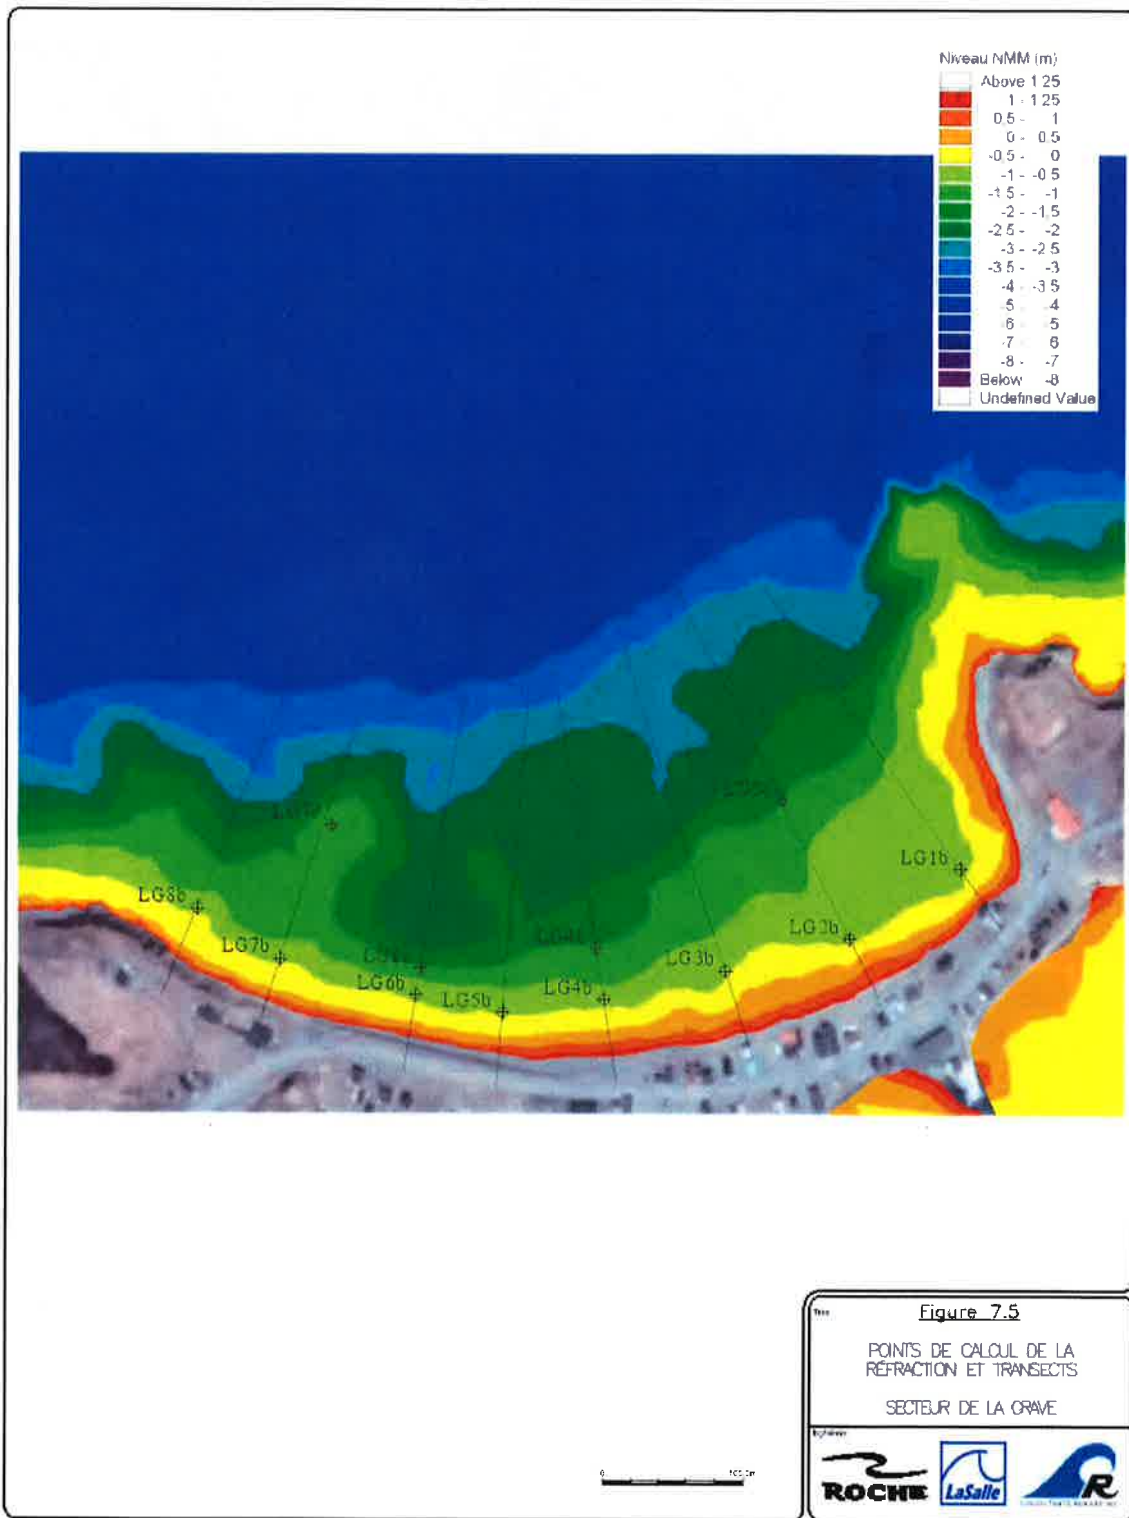 Niveau NMM (m)
Above 1.25
1 - 1.25
0.5 - 1
0 - 0.5
-0.5 - 0
-1 - -0.5
-1.5 - -1
-2 - -1.5
-2.5 - -2
-3 - -2.5
-3.5 - -3
-4 - -3.5
-5 - -4
-6 - -5
-7 - -6
-8 - -7
Below -8
Undefined Value
LG1b
LG8b
LG2b
LG7b
LG3b
LG6b
LG5b
LG4b
Figure 7.5
POINTS DE CALCUL DE LA
RÉFRACTION ET TRANSECTS
SECTEUR DE LA GRAVE
0
ROCHE
LaSalle
R